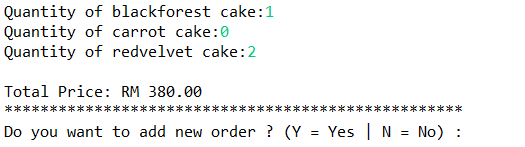 Quantity of blackforest cake:1
Quantity of carrot cake:0
Quantity of redvelvet cake:2
Total Price: RM 380.00
***************************************************
Do you want to add new order ? (Y = Yes | N = No) :